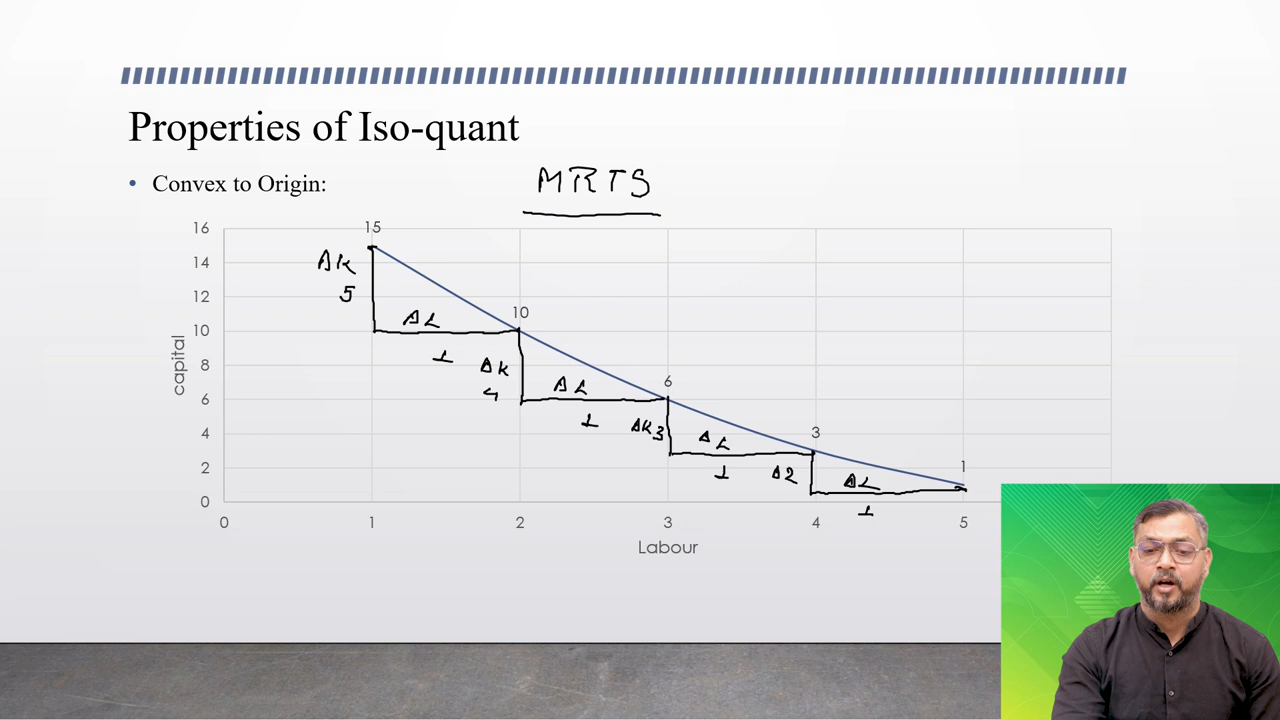 Properties of Iso-quant
• Convex to Origin:
MRTS
16
15
14
ΔK
5
12
10
ΔL
10
1
8
ΔK
4
ΔL
6
6
1
ΔK3
4
ΔL
3
2
1
Δ2
ΔL
1
0
1
0
1
2
3
4
5
capital
Labour